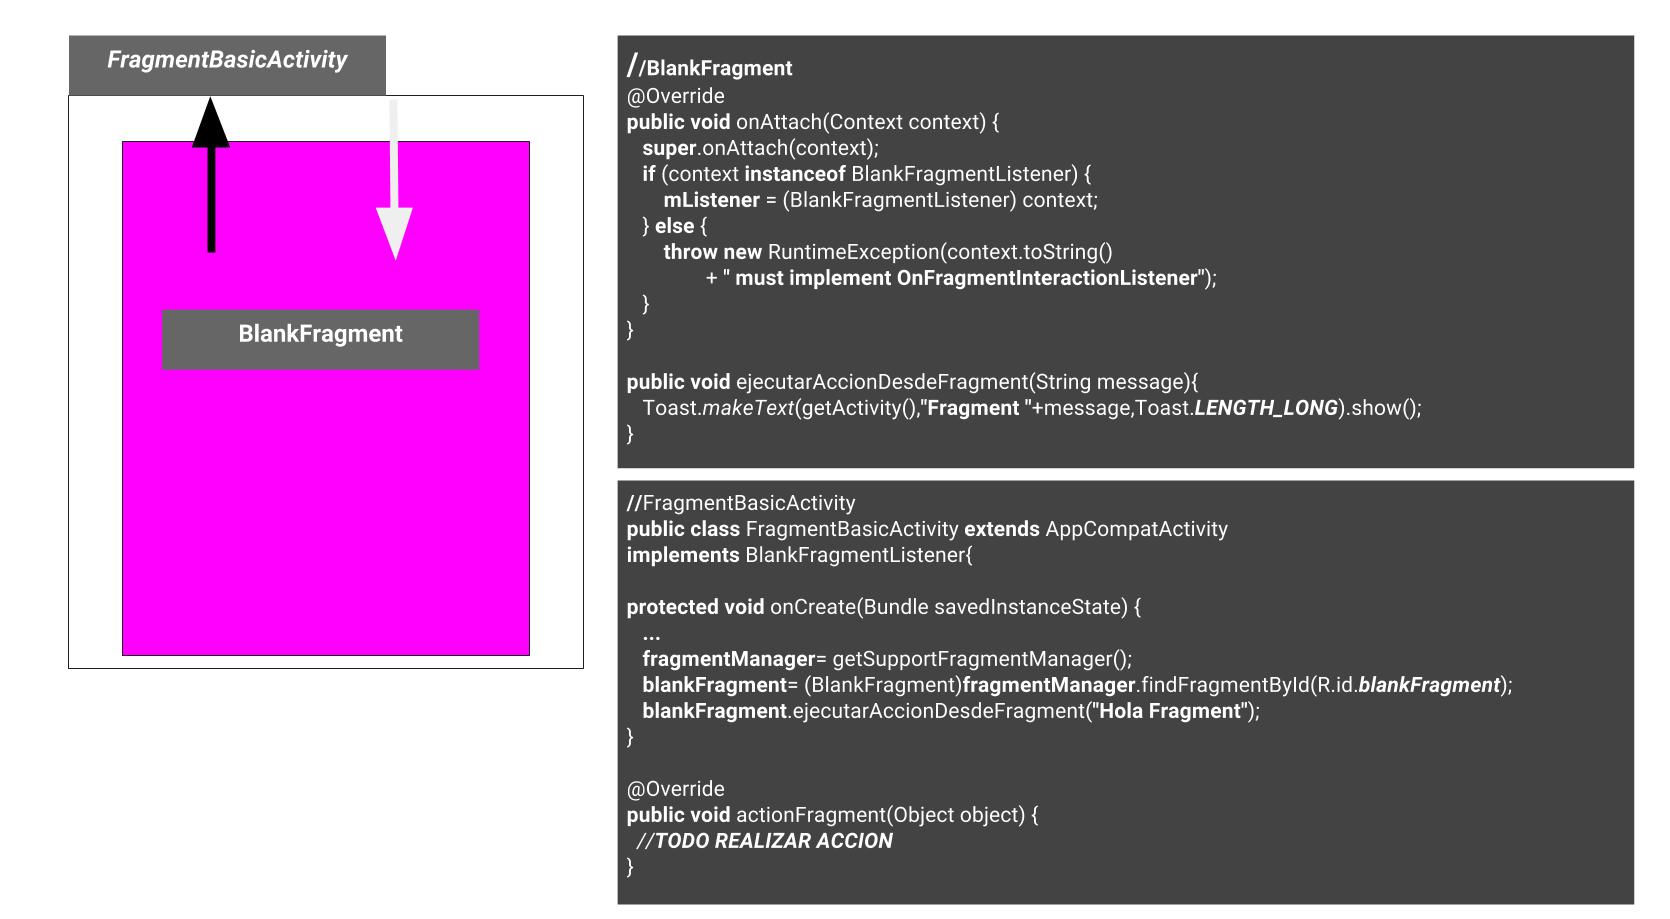 FragmentBasicActivity
BlankFragment
//BlankFragment
@Override
public void onAttach(Context context) {
super.onAttach(context);
if (context instanceof BlankFragmentListener) {
mListener = (BlankFragmentListener) context;
} else {
throw new RuntimeException(context.toString()
+ " must implement OnFragmentInteractionListener");
}
}
public void ejecutarAccionDesdeFragment(String message){
Toast.makeText(getActivity(),"Fragment "+message,Toast.LENGTH_LONG).show();
}
//FragmentBasicActivity
public class FragmentBasicActivity extends AppCompatActivity
implements BlankFragmentListener{
protected void onCreate(Bundle savedInstanceState) {
...
fragmentManager= getSupportFragmentManager();
blankFragment= (BlankFragment)fragmentManager.findFragmentById(R.id.blankFragment);
blankFragment.ejecutarAccionDesdeFragment("Hola Fragment");
}
@Override
public void actionFragment(Object object) {
//TODO REALIZAR ACCION
}